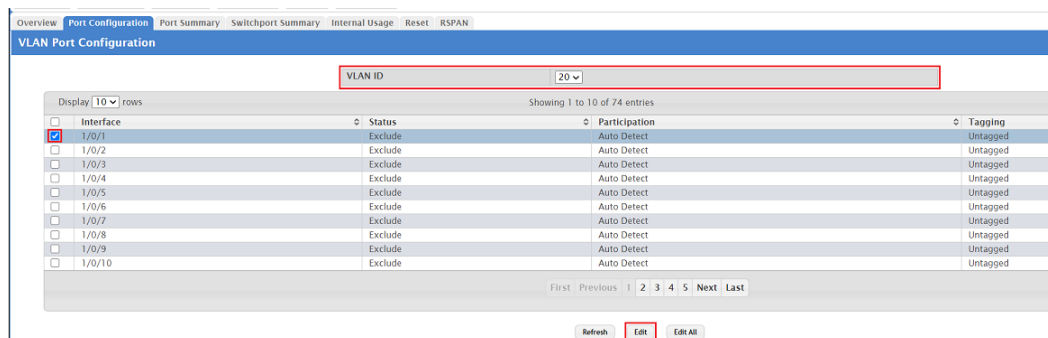 Overview Port Configuration Port Summary Switchport Summary Internal Usage Reset RSPAN
VLAN Port Configuration
VLAN ID 20
Display 10 rows Showing 1 to 10 of 74 entries
Interface Status Participation Tagging
1/0/1 Exclude Auto Detect Untagged
1/0/2 Exclude Auto Detect Untagged
1/0/3 Exclude Auto Detect Untagged
1/0/4 Exclude Auto Detect Untagged
1/0/5 Exclude Auto Detect Untagged
1/0/6 Exclude Auto Detect Untagged
1/0/7 Exclude Auto Detect Untagged
1/0/8 Exclude Auto Detect Untagged
1/0/9 Exclude Auto Detect Untagged
1/0/10 Exclude Auto Detect Untagged
First Previous 1 2 3 4 5 Next Last
Refresh Edit Edit All